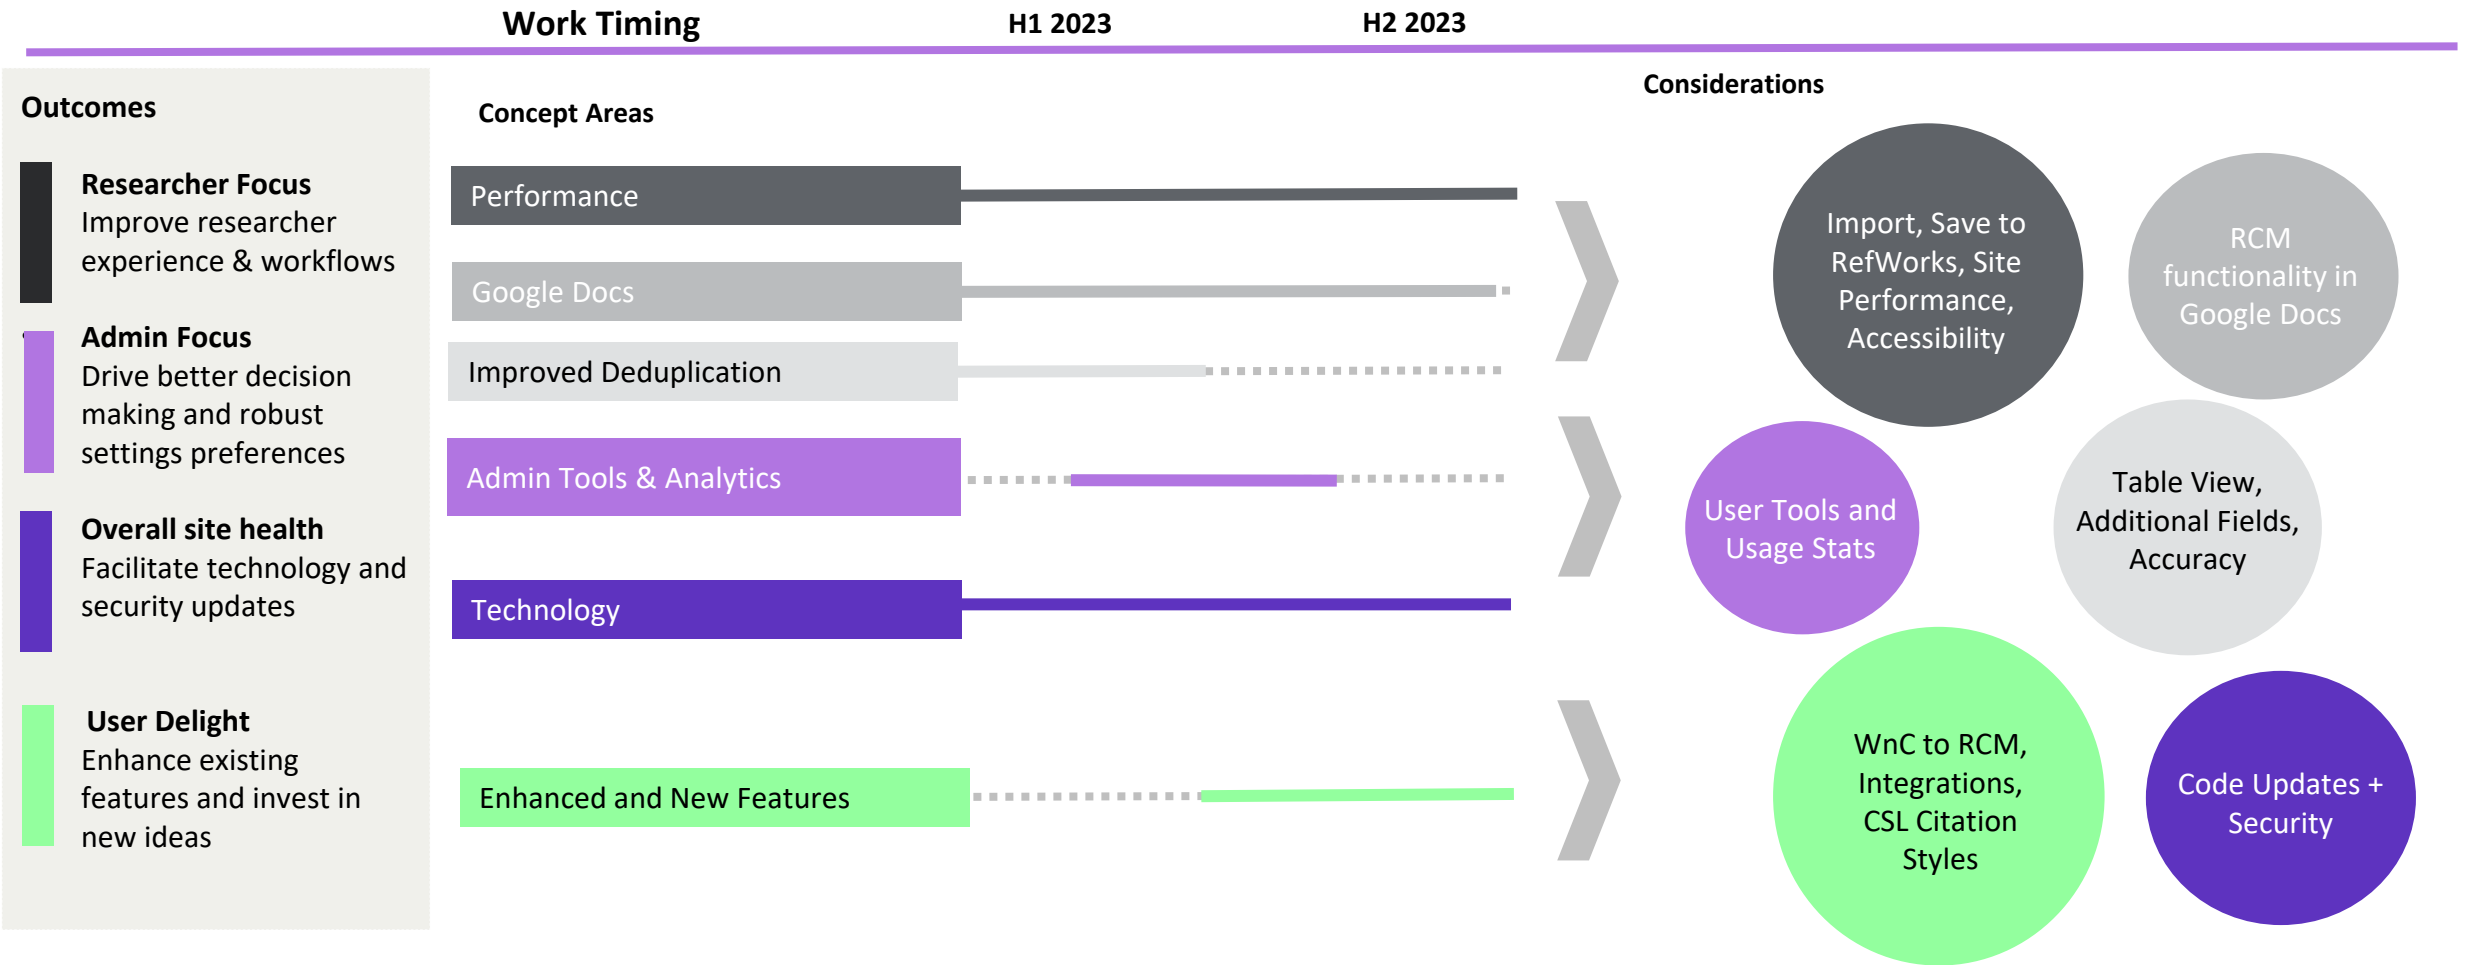 Work Timing
H1 2023
H2 2023
Outcomes
Researcher Focus
Improve researcher
experience & workflows
Admin Focus
Drive better decision
making and robust
settings preferences
Overall site health
Facilitate technology and
security updates
User Delight
Enhance existing
features and invest in
new ideas
Concept Areas
Performance
Google Docs
Improved Deduplication
Admin Tools & Analytics
Technology
Enhanced and New Features
Considerations
Import, Save to
RefWorks, Site
Performance,
Accessibility
RCM
functionality in
Google Docs
User Tools and
Usage Stats
Table View,
Additional Fields,
Accuracy
WnC to RCM,
Integrations,
CSL Citation
Styles
Code Updates +
Security